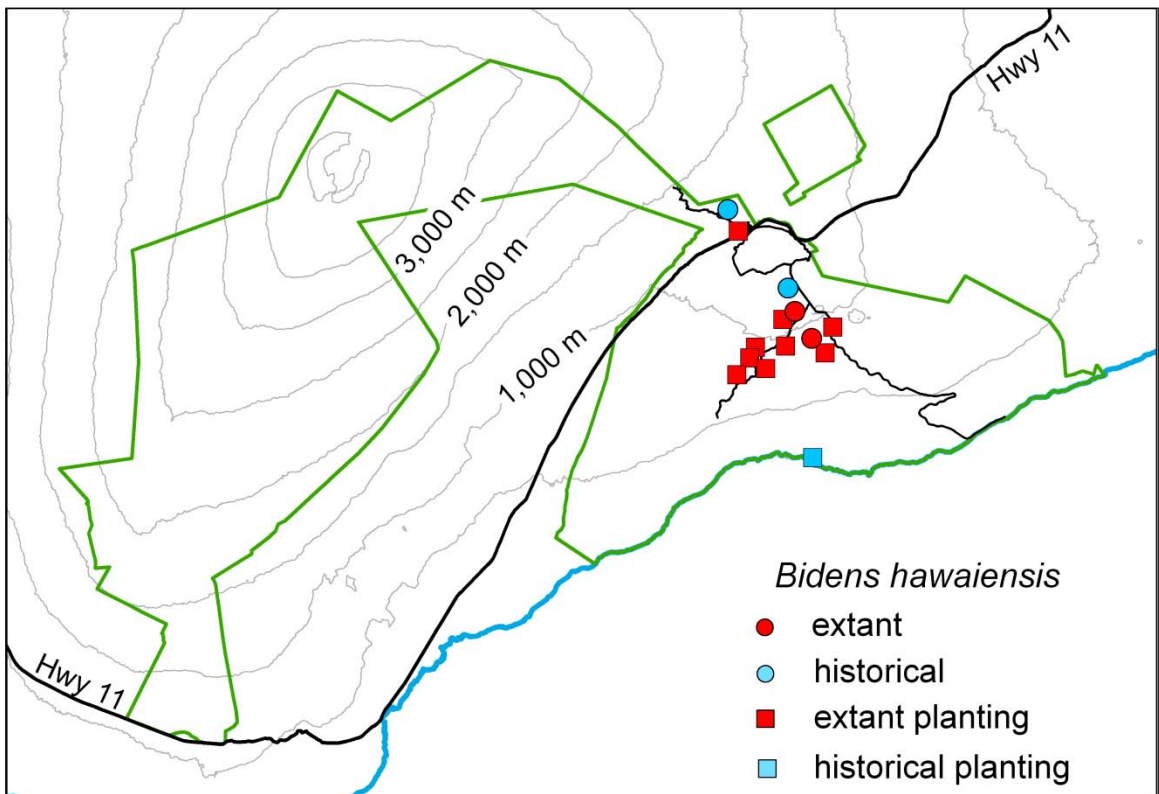 Hwy 11
3,000 m
2,000 m
1,000 m
Hwy 11
Bidens hawaiensis
extant
historical
extant planting
historical planting